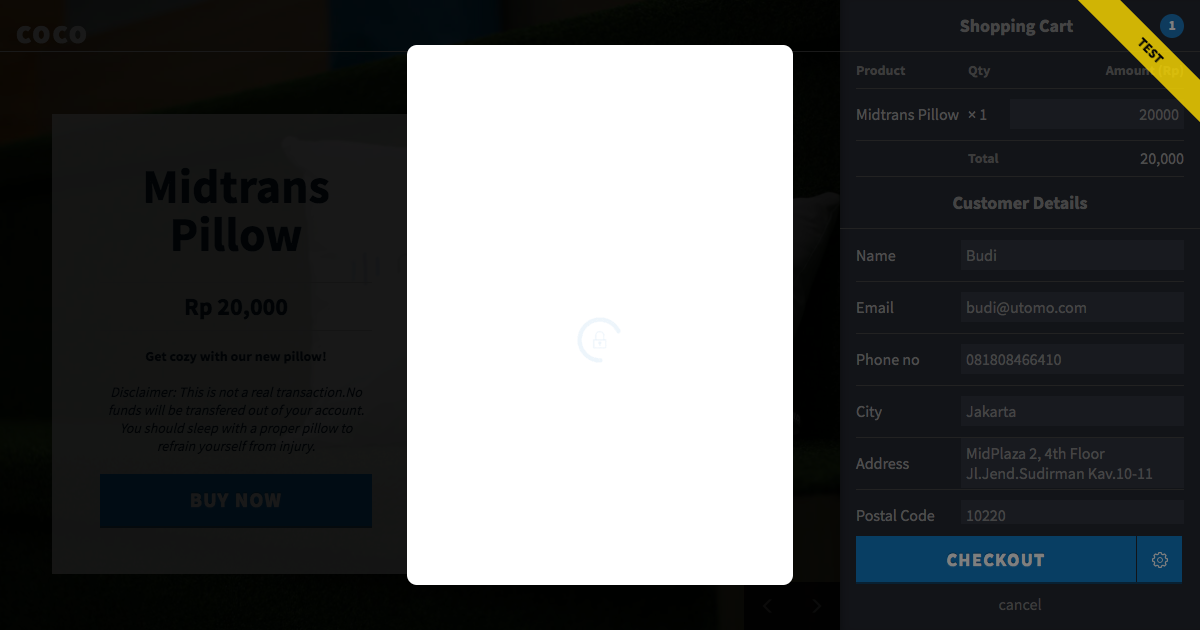 COCO
Midtrans
Pillow
Rp 20,000
Get cozy with our new pillow!
Disclaimer: This is not a real transaction.No
funds will be transfered out of your account.
You should sleep with a proper pillow to
refrain yourself from injury.
BUY NOW
Shopping Cart
1
TEST
Product Qty Amount (Rp)
Midtrans Pillow × 1 20000
Total 20,000
Customer Details
Name Budi
Email budi@utomo.com
Phone no 081808466410
City Jakarta
Address MidPlaza 2, 4th Floor
Jl.Jend.Sudirman Kav.10-11
Postal Code 10220
CHECKOUT
cancel